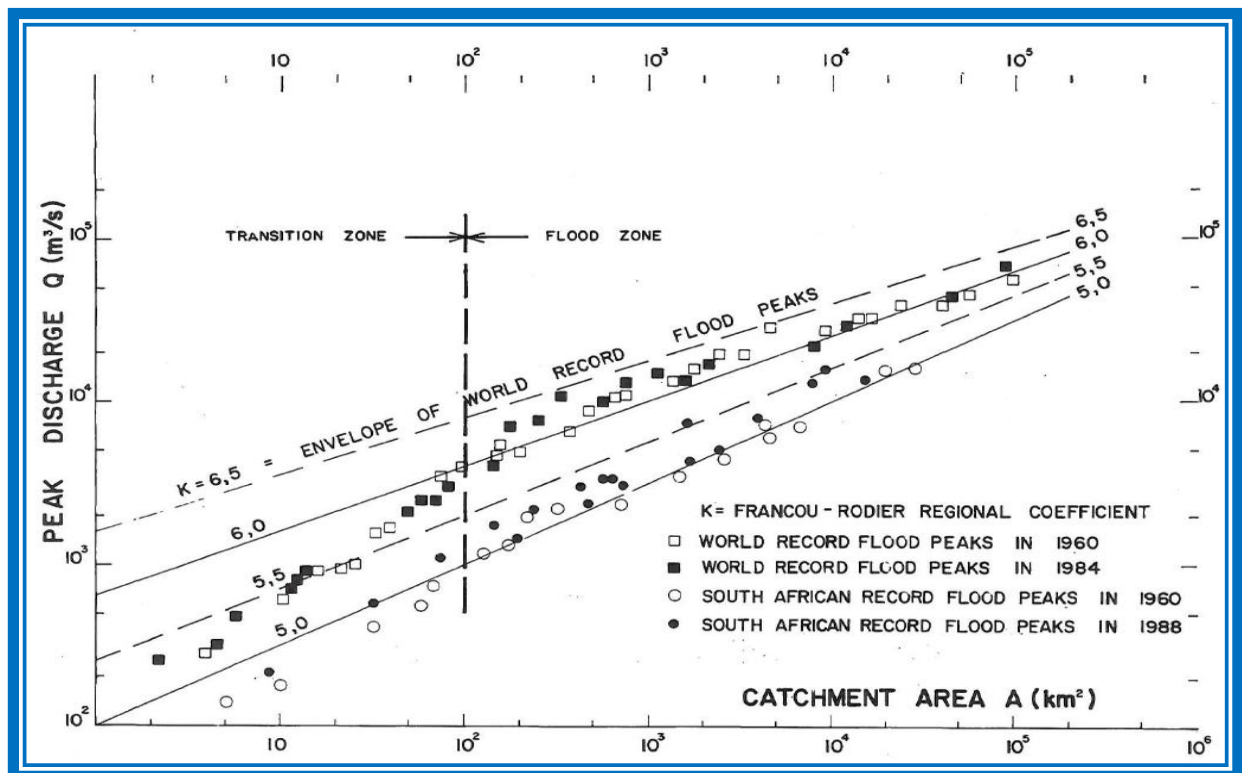 10 10² 10³ 10⁴ 10⁵
PEAK DISCHARGE Q (m³/s)
10⁵
10⁴
10³
10²
TRANSITION ZONE
FLOOD ZONE
6,5
6,0
5,5
5,0
10⁵
10⁴
10³
K=6,5 = ENVELOPE OF WORLD RECORD FLOOD PEAKS
6,0
5,5
5,0
K= FRANCOU-RODIER REGIONAL COEFFICIENT
WORLD RECORD FLOOD PEAKS IN 1960
WORLD RECORD FLOOD PEAKS IN 1984
SOUTH AFRICAN RECORD FLOOD PEAKS IN 1960
SOUTH AFRICAN RECORD FLOOD PEAKS IN 1988
CATCHMENT AREA A (km²)
10 10² 10³ 10⁴ 10⁵ 10⁶